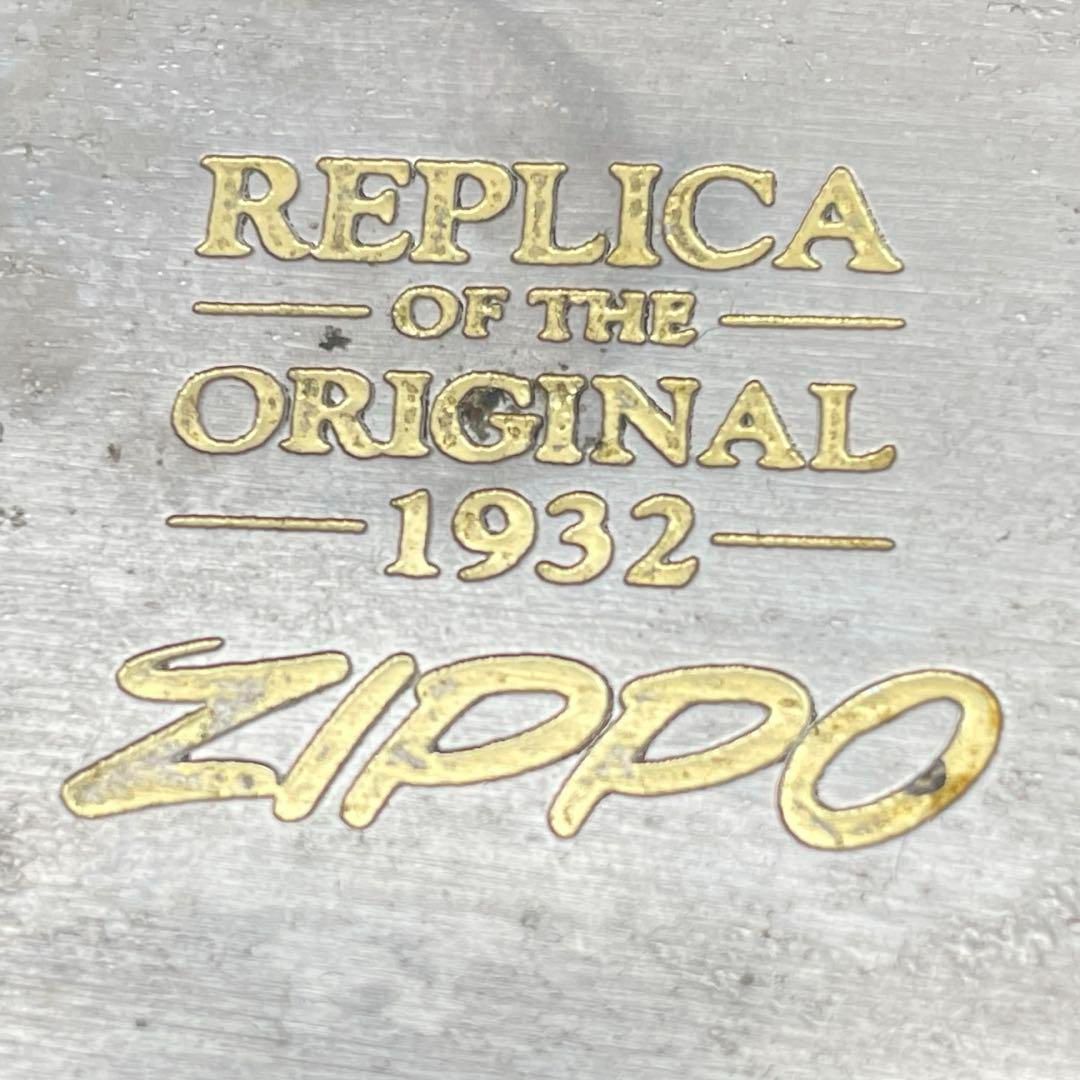 REPLICA
OF THE
ORIGINAL
1932
ZIPPO